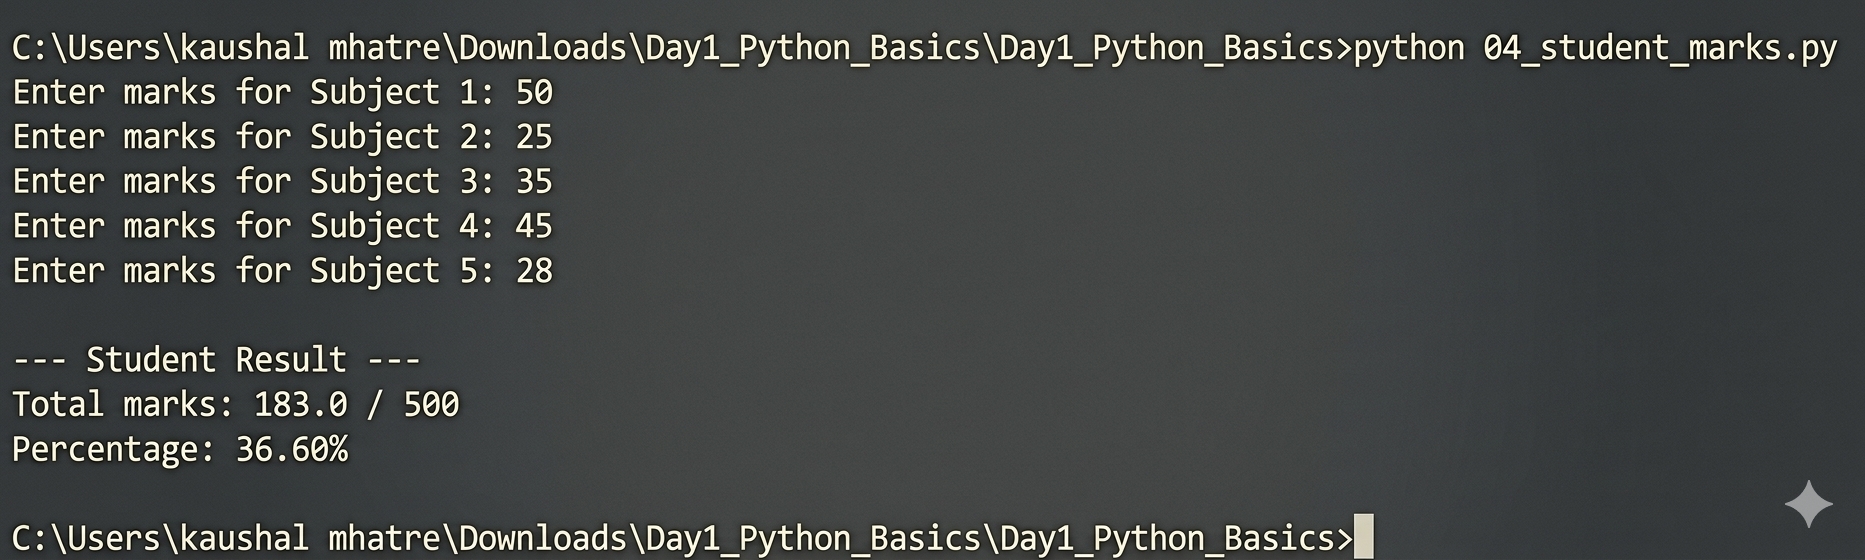 C:\Users\kaushal mhatre\Downloads\Day1_Python_Basics\Day1_Python_Basics>python 04_student_marks.py
Enter marks for Subject 1: 50
Enter marks for Subject 2: 25
Enter marks for Subject 3: 35
Enter marks for Subject 4: 45
Enter marks for Subject 5: 28
--- Student Result ---
Total marks: 183.0 / 500
Percentage: 36.60%
C:\Users\kaushal mhatre\Downloads\Day1_Python_Basics\Day1_Python_Basics>